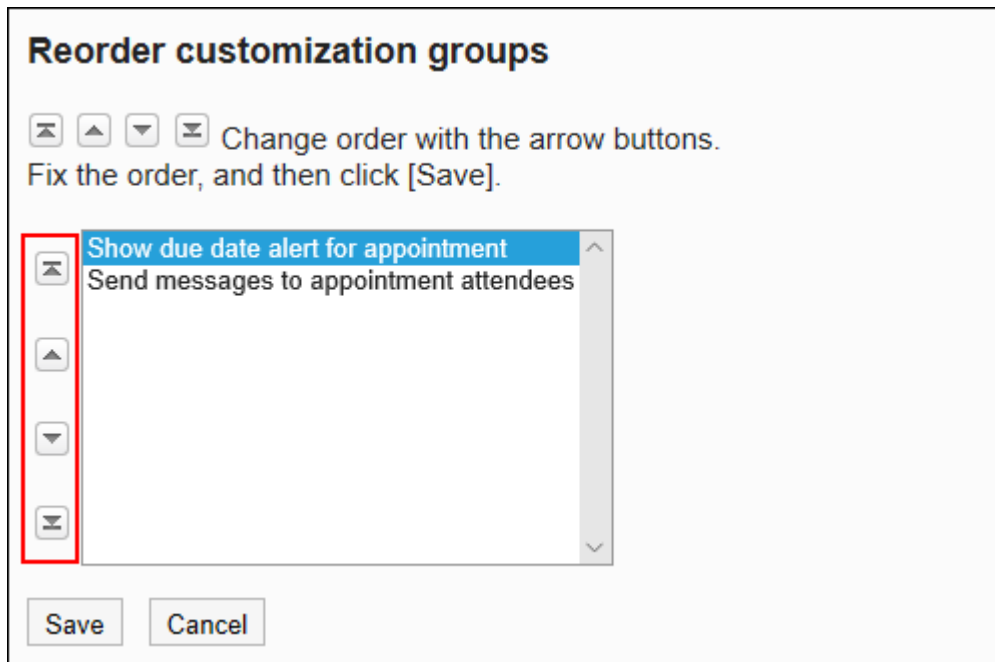 Reorder customization groups
Change order with the arrow buttons.
Fix the order, and then click [Save].
Show due date alert for appointment
Send messages to appointment attendees
Save
Cancel